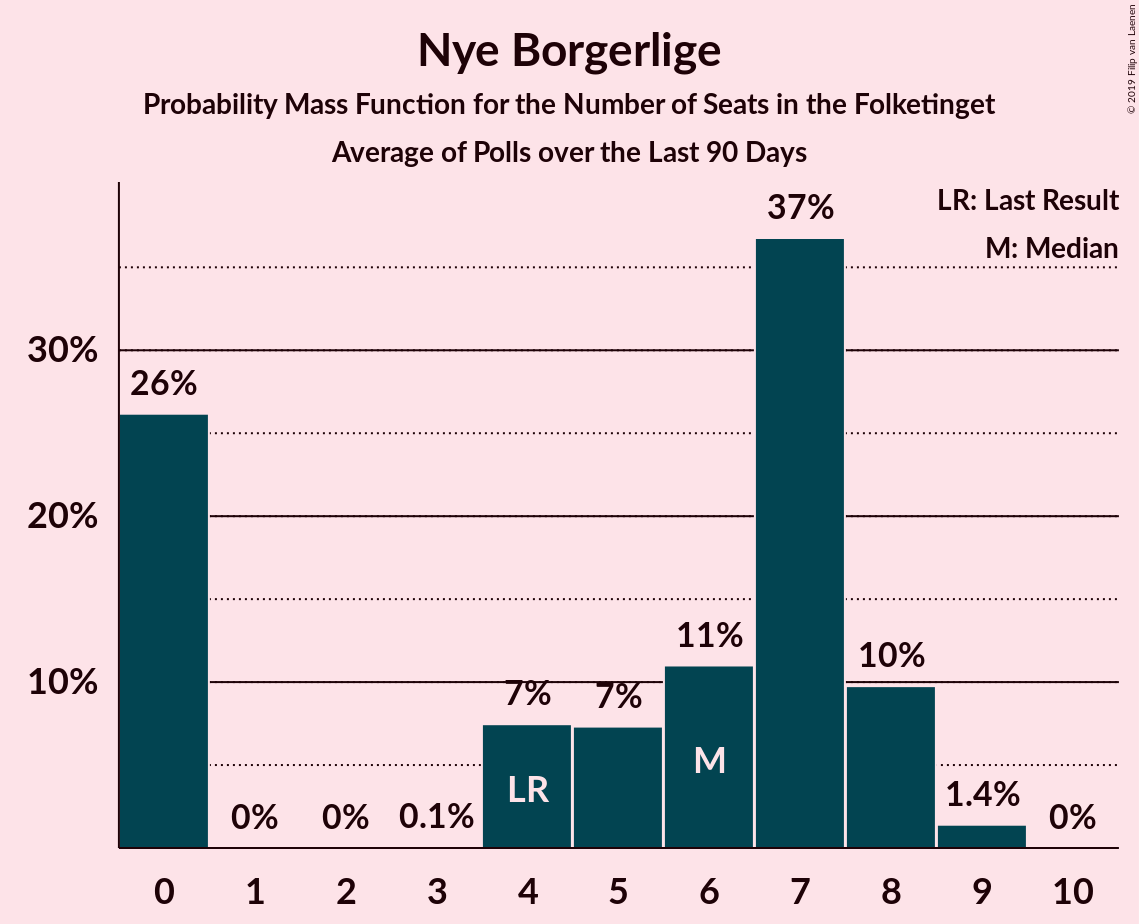 Nye Borgerlige
Probability Mass Function for the Number of Seats in the Folketinget
Average of Polls over the Last 90 Days
© 2019 Filip van Laenen
LR: Last Result
M: Median
37%
30%
26%
20%
11%
10%
10%
7%
7%
M
LR
0%
0%
0.1%
1.4%
0%
0 1 2 3 4 5 6 7 8 9 10